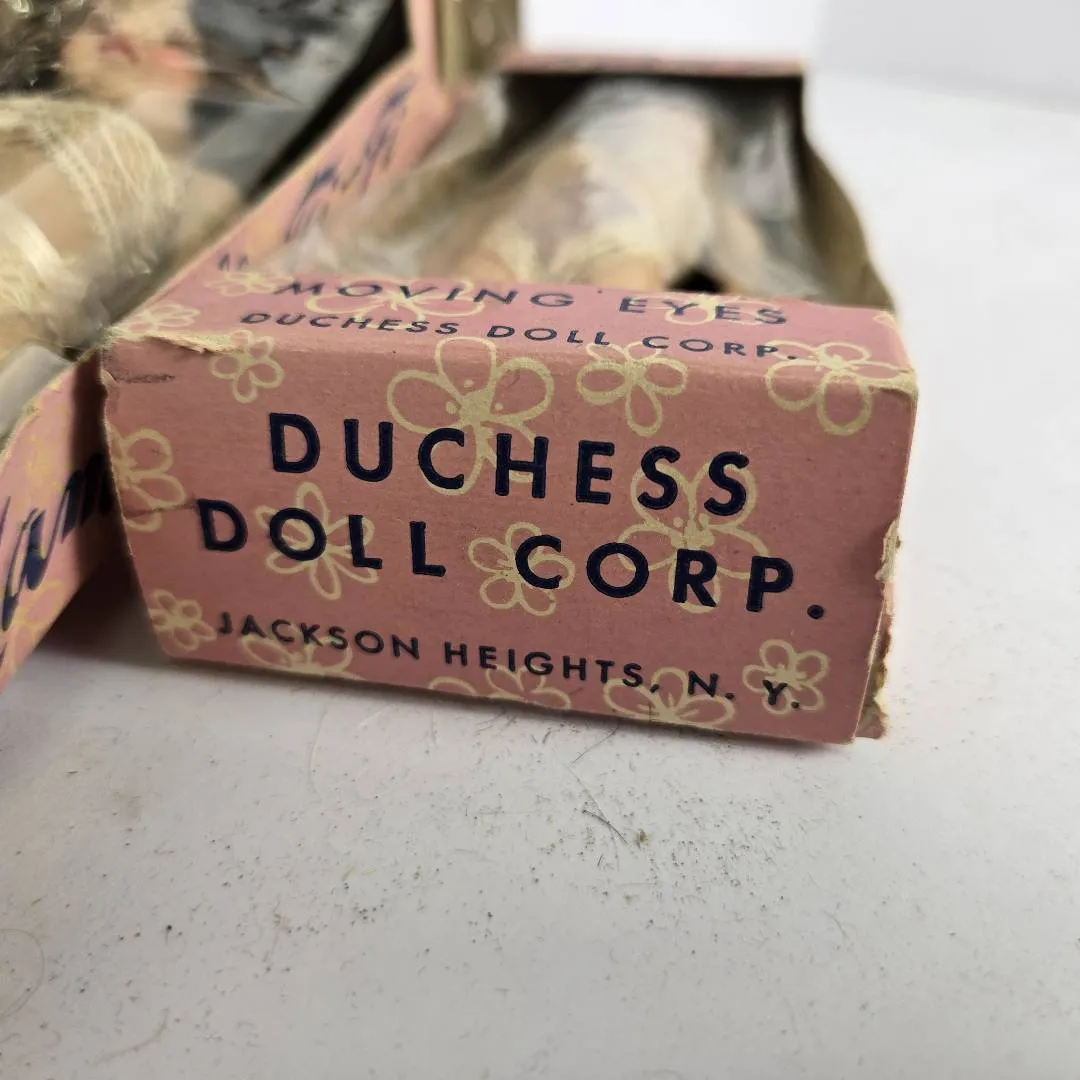 MOVING EYES
DUCHESS DOLL CORP.
DUCHESS
DOLL CORP.
JACKSON HEIGHTS, N. Y.